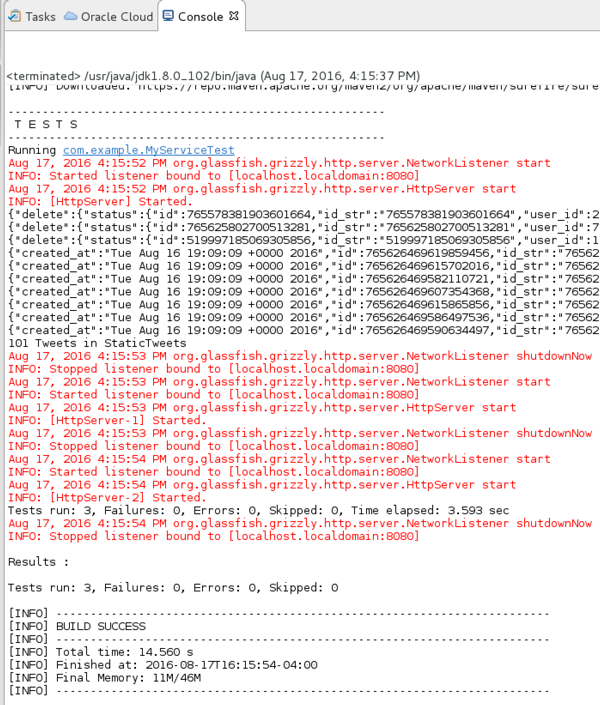 Tasks Oracle Cloud Console
<terminated> /usr/java/jdk1.8.0_102/bin/java (Aug 17, 2016, 4:15:37 PM)
[INFO] Downloaded: https://repo.maven.apache.org/maven2/org/apache/maven/surefire/sure
-------------------------------------------------------
T E S T S
-------------------------------------------------------
Running com.example.MyServiceTest
Aug 17, 2016 4:15:52 PM org.glassfish.grizzly.http.server.NetworkListener start
INFO: Started listener bound to [localhost.localdomain:8080]
Aug 17, 2016 4:15:52 PM org.glassfish.grizzly.http.server.HttpServer start
INFO: [HttpServer] Started.
{"delete":{"status":{"id":765578381903601664,"id_str":"765578381903601664","user_id":2
{"delete":{"status":{"id":765625802700513281,"id_str":"765625802700513281","user_id":7
{"delete":{"status":{"id":519997185069305856,"id_str":"519997185069305856","user_id":1
{"created_at":"Tue Aug 16 19:09:09 +0000 2016","id":765626469619859456,"id_str":"76562
{"created_at":"Tue Aug 16 19:09:09 +0000 2016","id":765626469615702016,"id_str":"76562
{"created_at":"Tue Aug 16 19:09:09 +0000 2016","id":765626469582110721,"id_str":"76562
{"created_at":"Tue Aug 16 19:09:09 +0000 2016","id":765626469607354368,"id_str":"76562
{"created_at":"Tue Aug 16 19:09:09 +0000 2016","id":765626469615865856,"id_str":"76562
{"created_at":"Tue Aug 16 19:09:09 +0000 2016","id":765626469586497536,"id_str":"76562
{"created_at":"Tue Aug 16 19:09:09 +0000 2016","id":765626469590634497,"id_str":"76562
101 Tweets in StaticTweets
Aug 17, 2016 4:15:53 PM org.glassfish.grizzly.http.server.NetworkListener shutdownNow
INFO: Stopped listener bound to [localhost.localdomain:8080]
Aug 17, 2016 4:15:53 PM org.glassfish.grizzly.http.server.NetworkListener start
INFO: Started listener bound to [localhost.localdomain:8080]
Aug 17, 2016 4:15:53 PM org.glassfish.grizzly.http.server.HttpServer start
INFO: [HttpServer-1] Started.
Aug 17, 2016 4:15:53 PM org.glassfish.grizzly.http.server.NetworkListener shutdownNow
INFO: Stopped listener bound to [localhost.localdomain:8080]
Aug 17, 2016 4:15:54 PM org.glassfish.grizzly.http.server.NetworkListener start
INFO: Started listener bound to [localhost.localdomain:8080]
Aug 17, 2016 4:15:54 PM org.glassfish.grizzly.http.server.HttpServer start
INFO: [HttpServer-2] Started.
Tests run: 3, Failures: 0, Errors: 0, Skipped: 0, Time elapsed: 3.593 sec
Aug 17, 2016 4:15:54 PM org.glassfish.grizzly.http.server.NetworkListener shutdownNow
INFO: Stopped listener bound to [localhost.localdomain:8080]
Results :
Tests run: 3, Failures: 0, Errors: 0, Skipped: 0
[INFO] ------------------------------------------------------------------------
[INFO] BUILD SUCCESS
[INFO] ------------------------------------------------------------------------
[INFO] Total time: 14.560 s
[INFO] Finished at: 2016-08-17T16:15:54-04:00
[INFO] Final Memory: 11M/46M
[INFO] ------------------------------------------------------------------------